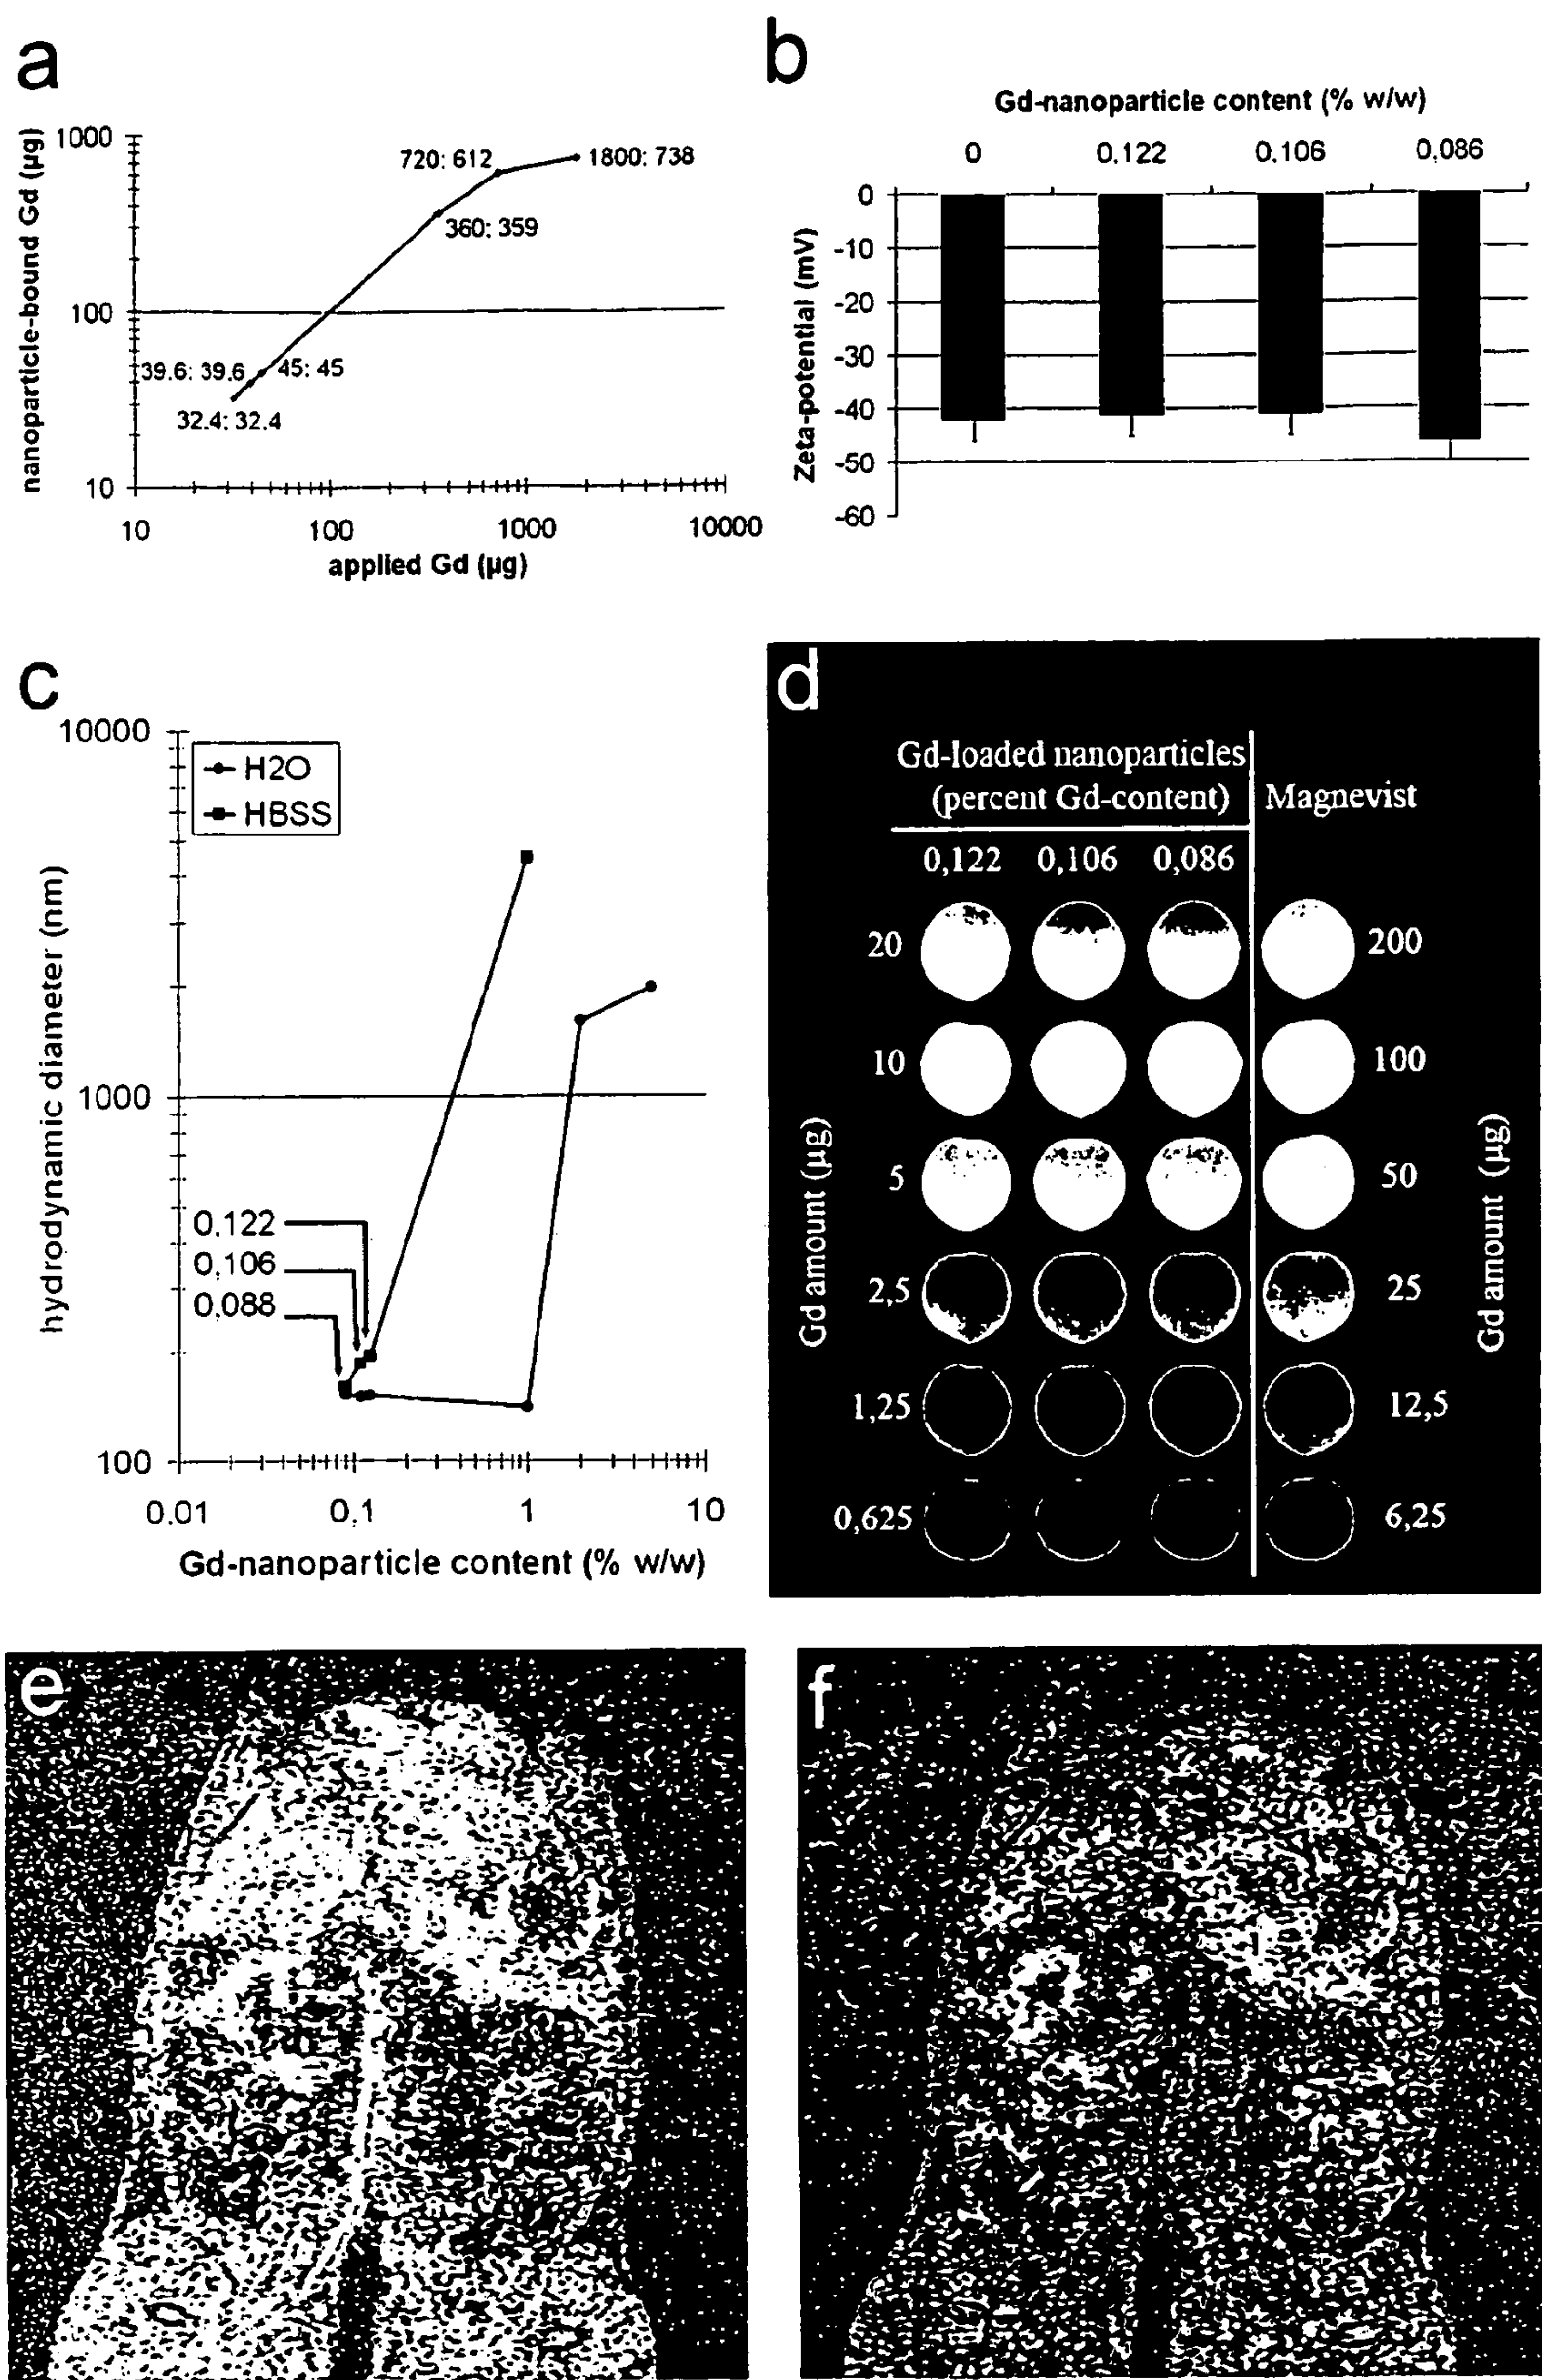 a
nanoparticle-bound Gd (µg)
1000
100
10
720: 612
1800: 738
360: 359
39.6: 39.6
45: 45
32.4: 32.4
10
100
1000
10000
applied Gd (µg)
b
Gd-nanoparticle content (% w/w)
0
0,122
0,106
0,086
Zeta-potential (mV)
0
-10
-20
-30
-40
-50
-60
c
10000
1000
100
H2O
HBSS
hydrodynamic diameter (nm)
0,122
0,106
0,088
0.01
0,1
1
10
Gd-nanoparticle content (% w/w)
d
Gd-loaded nanoparticles
(percent Gd-content)
Magnevist
0,122 0,106 0,086
20
200
10
100
5
50
2,5
25
1,25
12,5
0,625
6,25
Gd amount (µg)
Gd amount (µg)
e
f